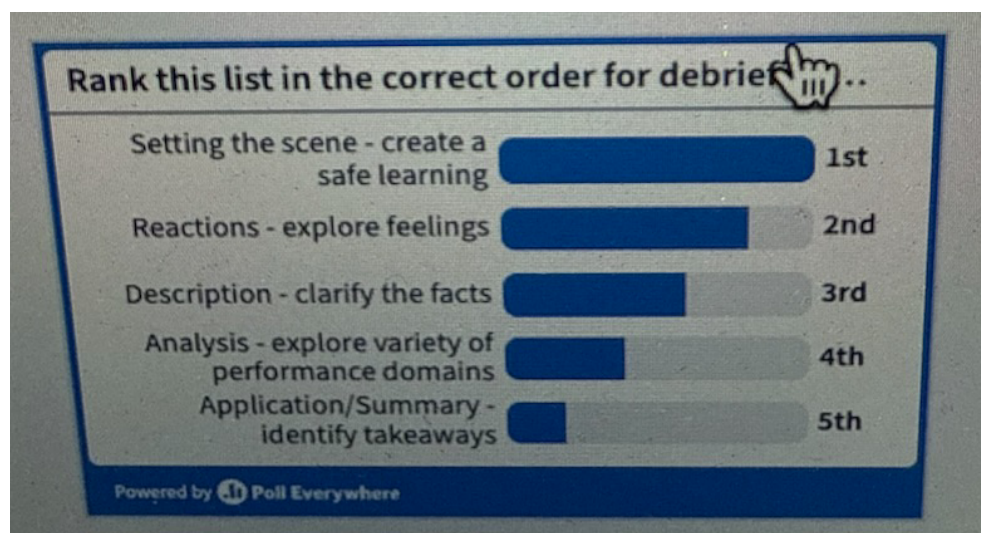 Rank this list in the correct order for debrief...
Setting the scene - create a
safe learning
1st
Reactions - explore feelings
2nd
Description - clarify the facts
3rd
Analysis - explore variety of
performance domains
4th
Application/Summary -
identify takeaways
5th
Powered by Poll Everywhere